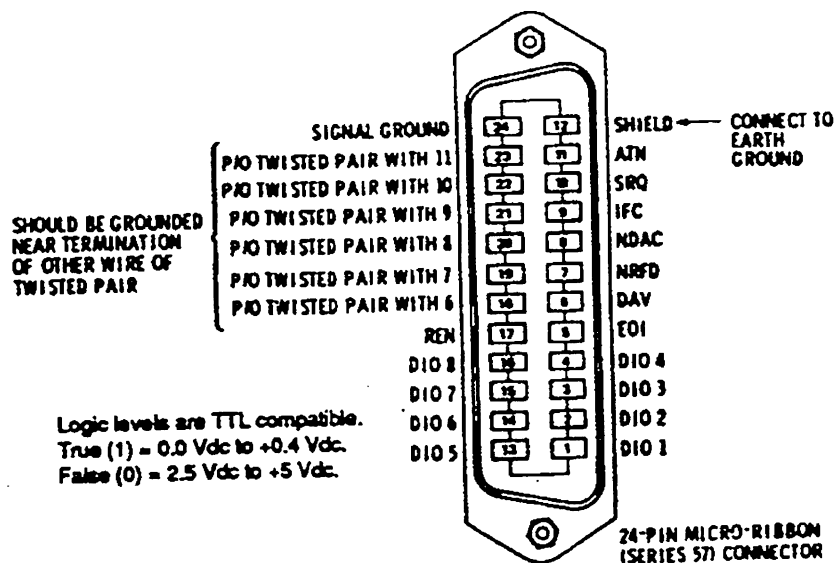 SIGNAL GROUND 24 12 SHIELD CONNECT TO
EARTH
GROUND
P/O TWISTED PAIR WITH 11 23 11 ATN
P/O TWISTED PAIR WITH 10 22 10 SRQ
P/O TWISTED PAIR WITH 9 21 9 IFC
P/O TWISTED PAIR WITH 8 20 8 NDAC
P/O TWISTED PAIR WITH 7 19 7 NRFD
P/O TWISTED PAIR WITH 6 18 6 DAV
SHOULD BE GROUNDED
NEAR TERMINATION
OF OTHER WIRE OF
TWISTED PAIR
REN 17 5 EOI
DIO 8 16 4 DIO 4
DIO 7 15 3 DIO 3
DIO 6 14 2 DIO 2
DIO 5 13 1 DIO 1
Logic levels are TTL compatible.
True (1) = 0.0 Vdc to +0.4 Vdc.
False (0) = 2.5 Vdc to +5 Vdc.
24-PIN MICRO-RIBBON
(SERIES 57) CONNECTOR